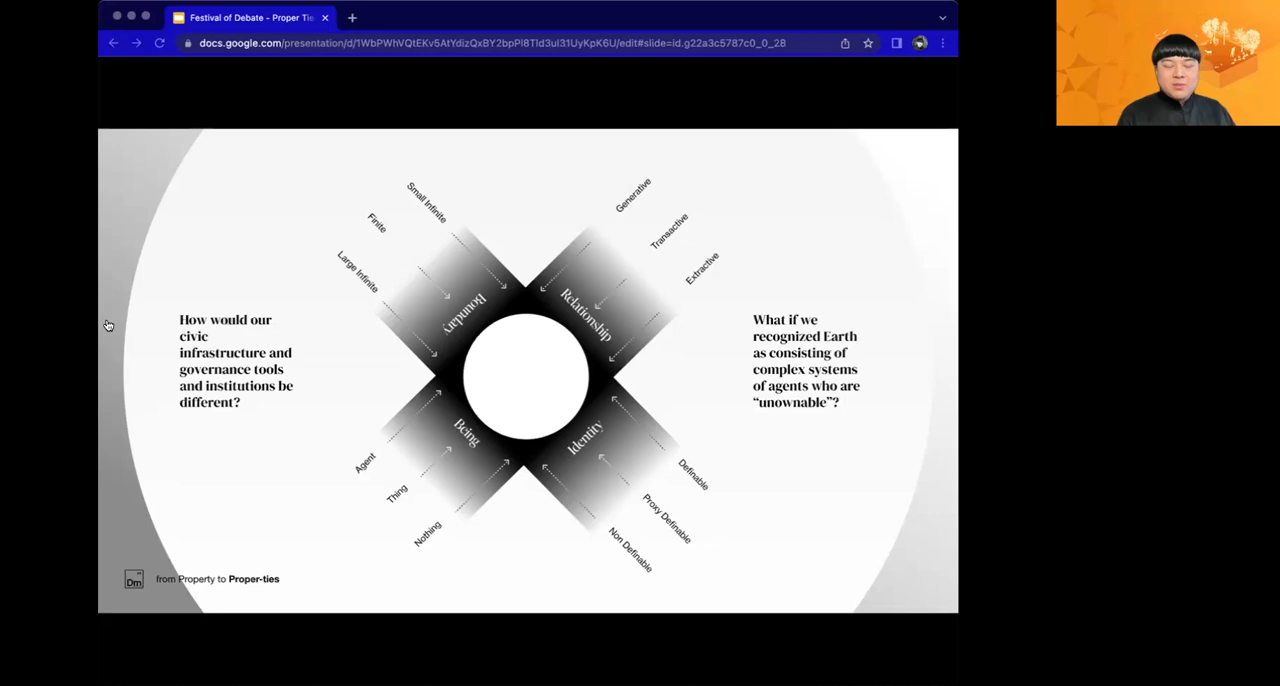 Festival of Debate - Proper Tie
docs.google.com/presentation/d/1WbPWhVQtEKv5AtYdizQxBY2bpPI8TId3uI31UyKpK6U/edit#slide=id.g22a3c5787c0_0_28
Small Infinite
Finite
Large Infinite
Boundary
Generative
Transactive
Extractive
Relationship
How would our
civic
infrastructure and
governance tools
and institutions be
different?
What if we
recognized Earth
as consisting of
complex systems
of agents who are
“unownable”?
Being
Agent
Thing
Nothing
Identity
Definable
Proxy Definable
Non Definable
Dm
from Property to Proper-ties